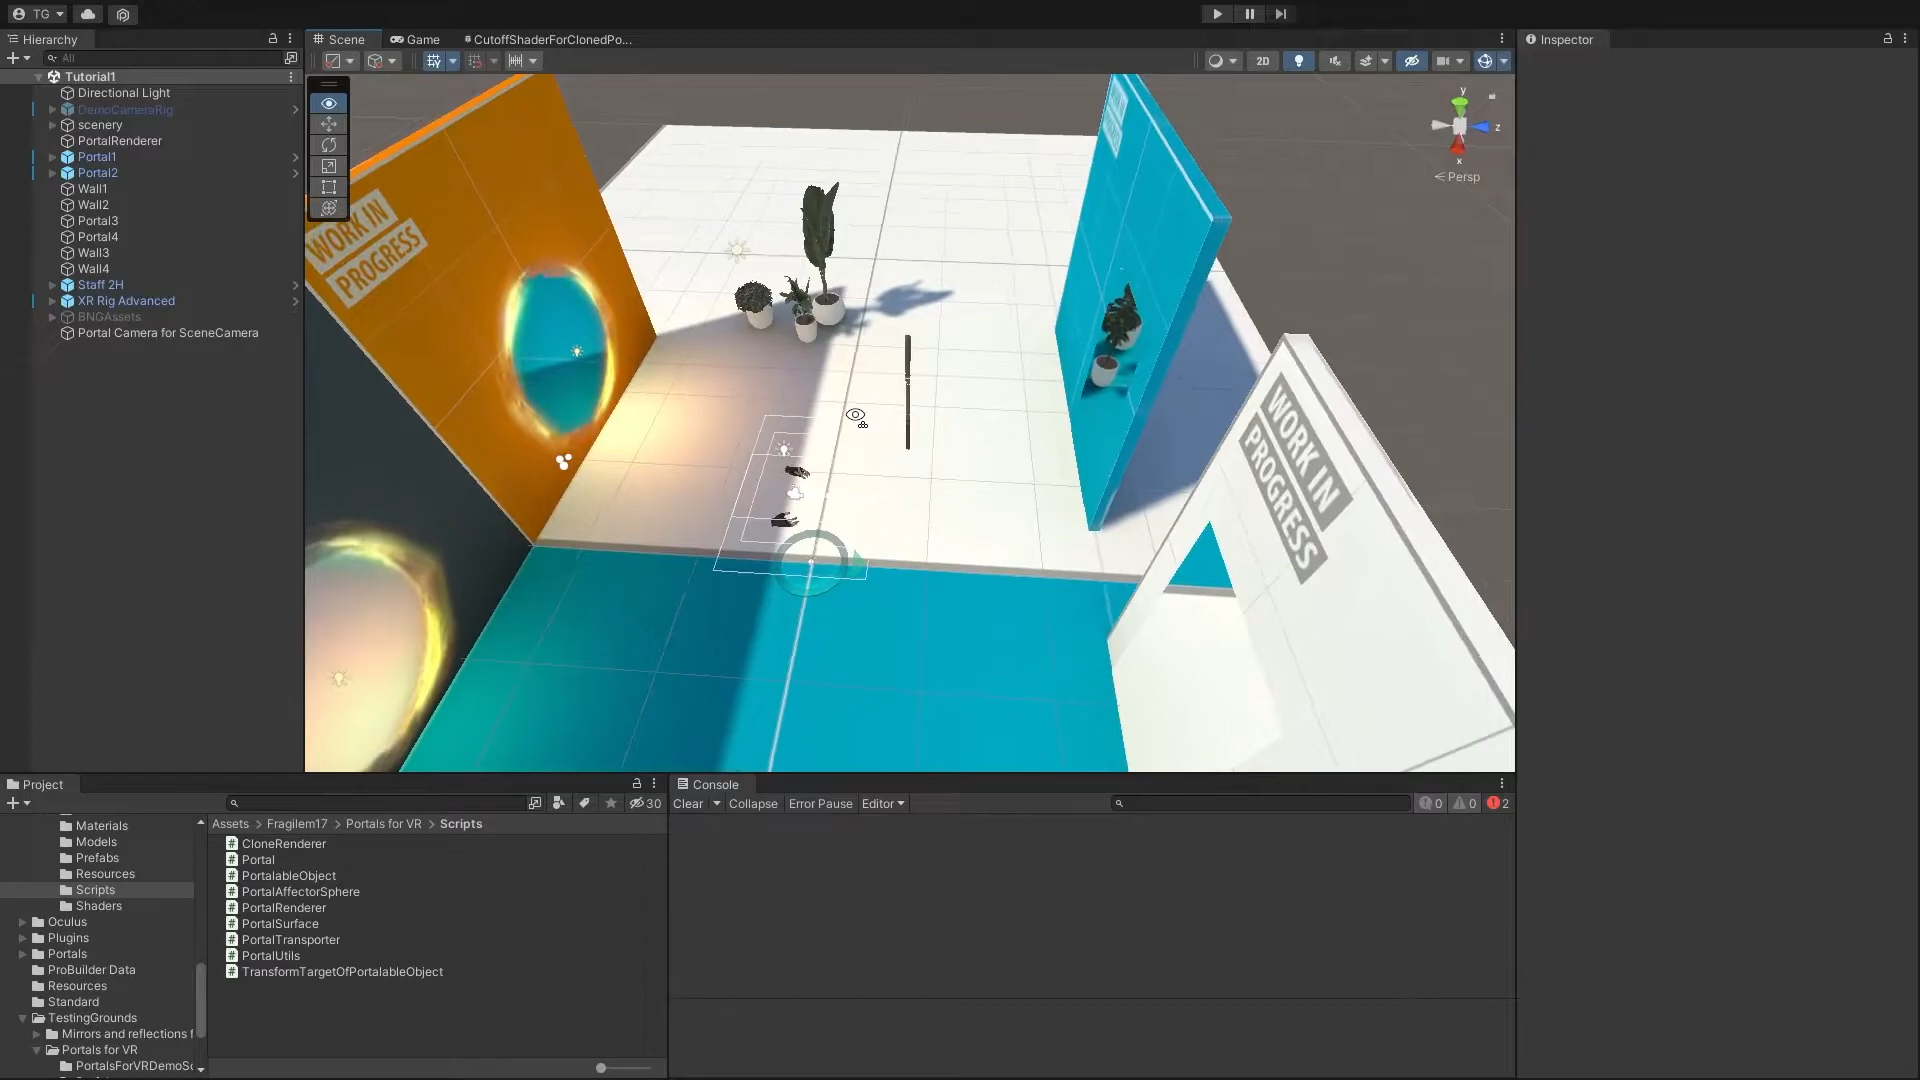 TG
Hierarchy
All
Tutorial1
Directional Light
DemoCameraRig
scenery
PortalRenderer
Portal1
Portal2
Wall1
Wall2
Portal3
Portal4
Wall3
Wall4
Staff 2H
XR Rig Advanced
BNGAssets
Portal Camera for SceneCamera
Scene
Game
CutoffShaderForClonedPo...
2D
y
z
x
Persp
WORK IN
PROGRESS
WORK IN
PROGRESS
Inspector
Project
30
Materials
Models
Prefabs
Resources
Scripts
Shaders
Oculus
Plugins
Portals
ProBuilder Data
Resources
Standard
TestingGrounds
Mirrors and reflections f
Portals for VR
PortalsForVRDemoSc
Assets > Fragilem17 > Portals for VR > Scripts
CloneRenderer
Portal
PortalableObject
PortalAffectorSphere
PortalRenderer
PortalSurface
PortalTransporter
PortalUtils
TransformTargetOfPortalableObject
Console
Clear Collapse Error Pause Editor
0 0 2